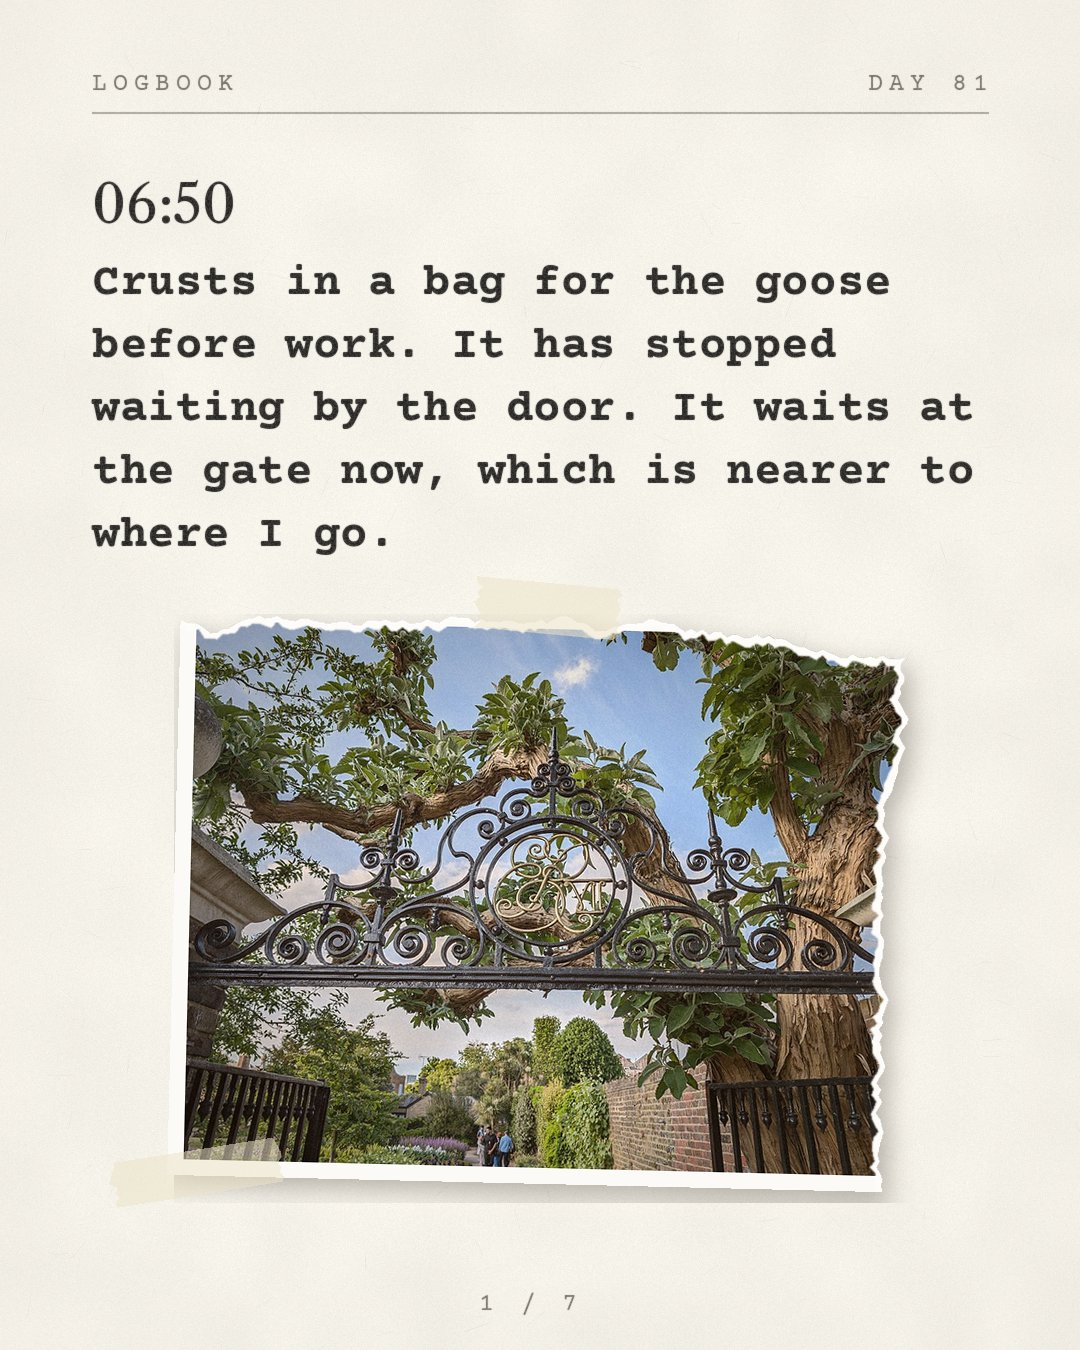 LOGBOOK
DAY 81
06:50
Crusts in a bag for the goose
before work. It has stopped
waiting by the door. It waits at
the gate now, which is nearer to
where I go.
1 / 7